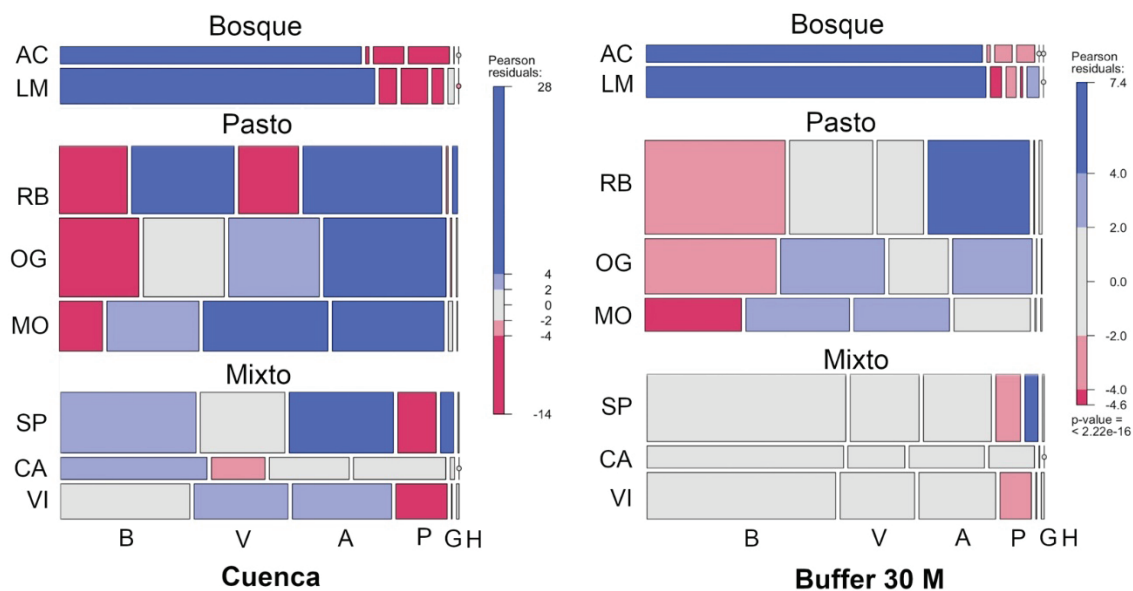 Bosque
AC
LM
Pasto
RB
OG
MO
Mixto
SP
CA
VI
B V A P G H
Cuenca
Pearson
residuals:
28
4
2
0
-2
-4
-14
Bosque
AC
LM
Pasto
RB
OG
MO
Mixto
SP
CA
VI
B V A P G H
Buffer 30 M
Pearson
residuals:
7.4
4.0
2.0
0.0
-2.0
-4.0
-4.6
p-value =
< 2.22e-16